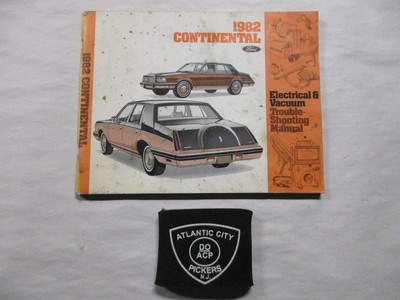 1982
CONTINENTAL
Ford
Electrical &
Vacuum
Trouble-
Shooting
Manual
1982 CONTINENTAL
ATLANTIC CITY
DO
ACP
PICKERS
N.J.